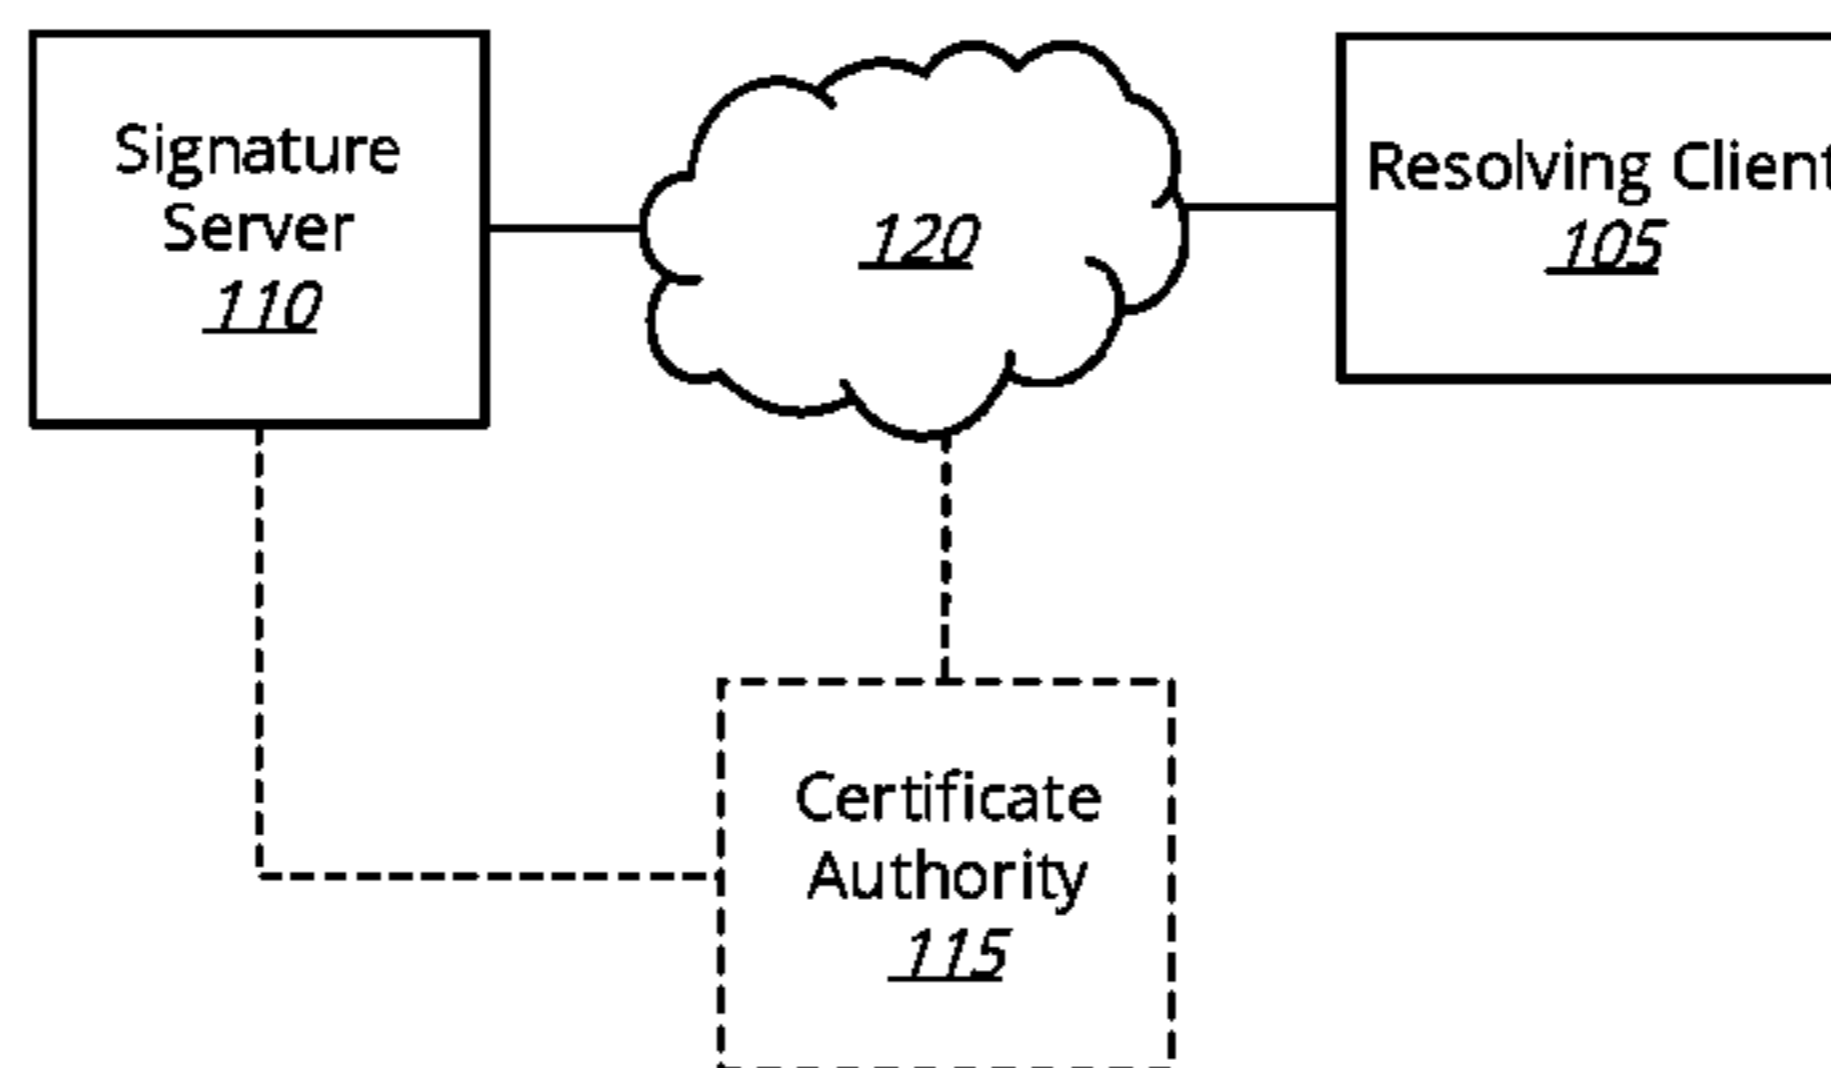 Signature
Server
110
120
Resolving Client
105
Certificate
Authority
115